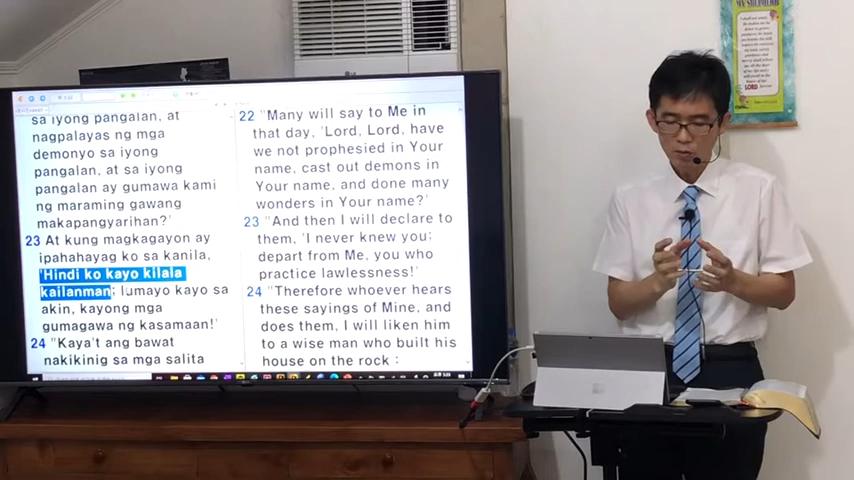 sa iyong pangalan, at
nagpalayas ng mga
demonyo sa iyong
pangalan, at sa iyong
pangalan ay gumawa kami
ng maraming gawang
makapangyarihan?'
23 At kung magkagayon ay
ipahahayag ko sa kanila,
'Hindi ko kayo kilala
kailanman; lumayo kayo sa
akin, kayong mga
gumagawa ng kasamaan!'
24 "Kaya't ang bawat
nakikinig sa mga salita
22 "Many will say to Me in
that day, 'Lord, Lord, have
we not prophesied in Your
name, cast out demons in
Your name, and done many
wonders in Your name?'
23 "And then I will declare to
them, 'I never knew you;
depart from Me, you who
practice lawlessness!'
24 "Therefore whoever hears
these sayings of Mine, and
does them, I will liken him
to a wise man who built his
house on the rock :
LG
MY SHEPHERD
LORD